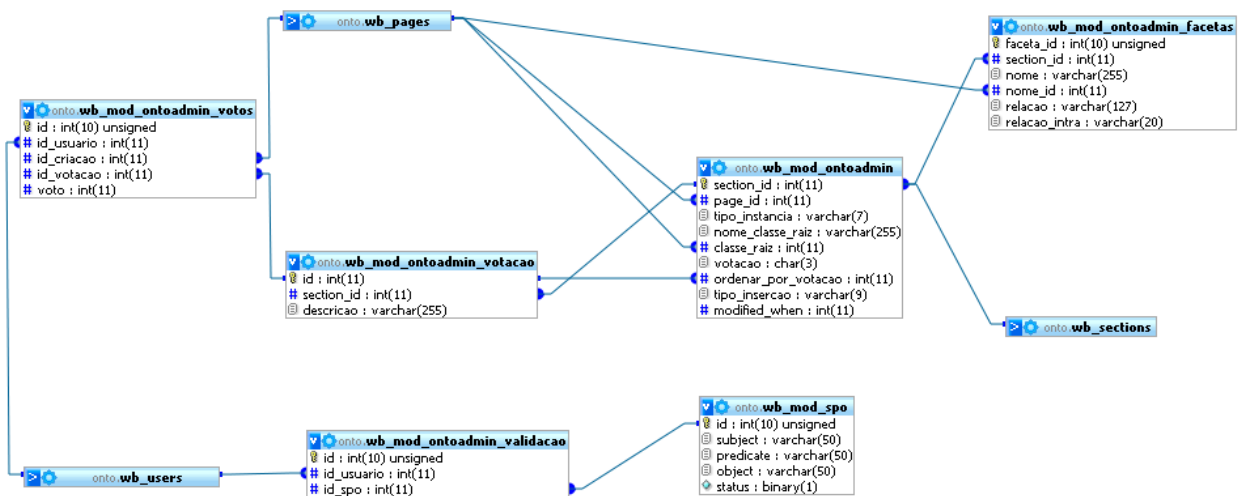 onto.wb_pages
onto.wb_mod_ontoadmin_facetas
faceta_id : int(10) unsigned
# section_id : int(11)
nome : varchar(255)
# nome_id : int(11)
relacao : varchar(127)
relacao_intra : varchar(20)
onto.wb_mod_ontoadmin_votos
id : int(10) unsigned
# id_usuario : int(11)
# id_criacao : int(11)
# id_votacao : int(11)
# voto : int(11)
onto.wb_mod_ontoadmin
section_id : int(11)
# page_id : int(11)
tipo_instancia : varchar(7)
nome_classe_raiz : varchar(255)
# classe_raiz : int(11)
votacao : char(3)
# ordenar_por_votacao : int(11)
tipo_insercao : varchar(9)
# modified_when : int(11)
onto.wb_mod_ontoadmin_votacao
id : int(11)
# section_id : int(11)
descricao : varchar(255)
onto.wb_sections
onto.wb_mod_spo
id : int(10) unsigned
subject : varchar(50)
predicate : varchar(50)
object : varchar(50)
status : binary(1)
onto.wb_mod_ontoadmin_validacao
id : int(10) unsigned
# id_usuario : int(11)
# id_spo : int(11)
onto.wb_users